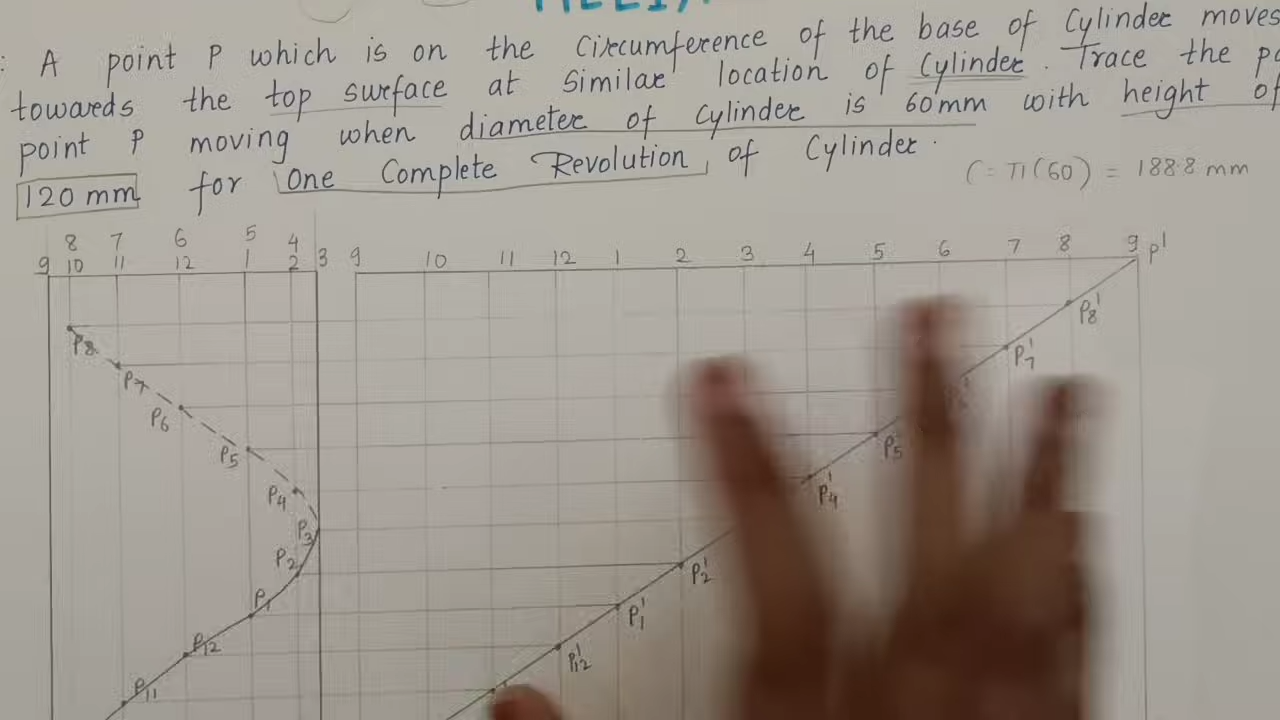 : A point P which is on the Circumference of the base of Cylinder moves
towards the top surface at similar location of Cylinder. Trace the
point P moving when diameter of Cylinder is 60mm with height of
120 mm for One Complete Revolution of Cylinder.
C = π(60) = 188.8 mm
8 7 6 5 4
9 10 11 12 1 2 3 9 10 11 12 1 2 3 4 5 6 7 8 9 P'
P8 P8'
P7 P7'
P6
P5 P5'
P4 P4'
P3
P2 P2'
P1 P1'
P12 P12'
P11